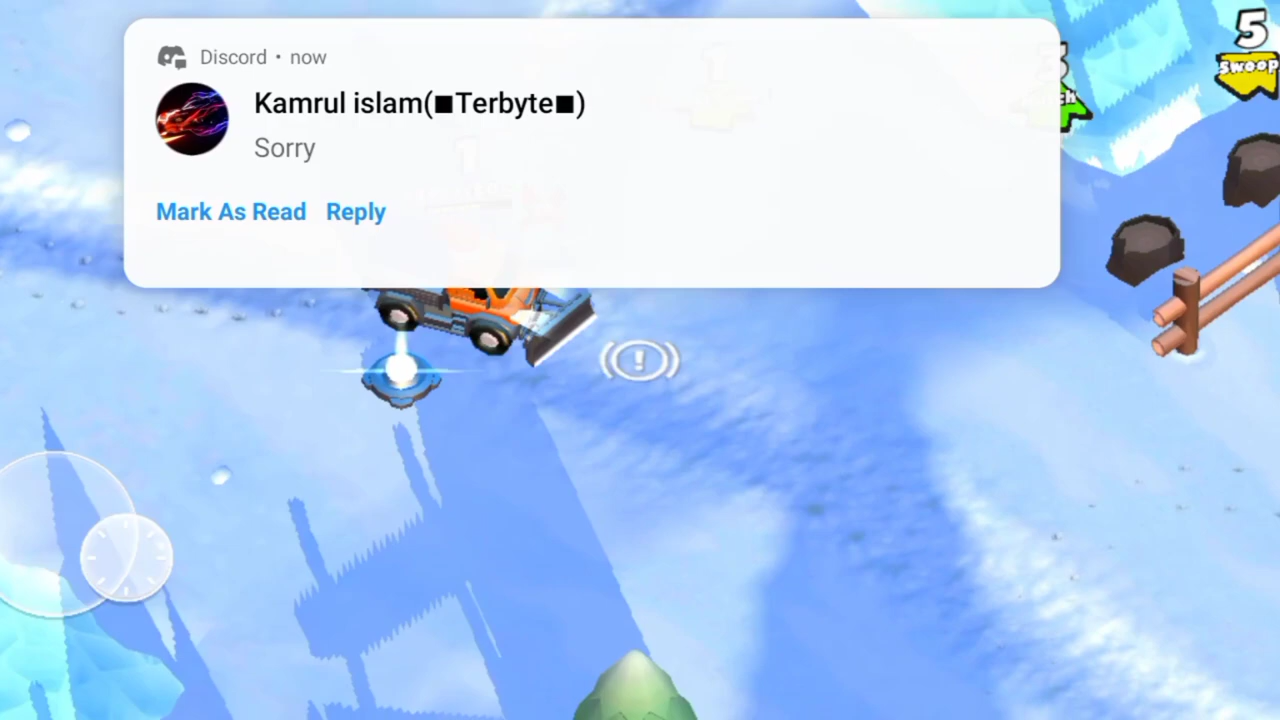 Discord • now
Kamrul islam(■Terbyte■)
Sorry
Mark As Read Reply
5
swoop